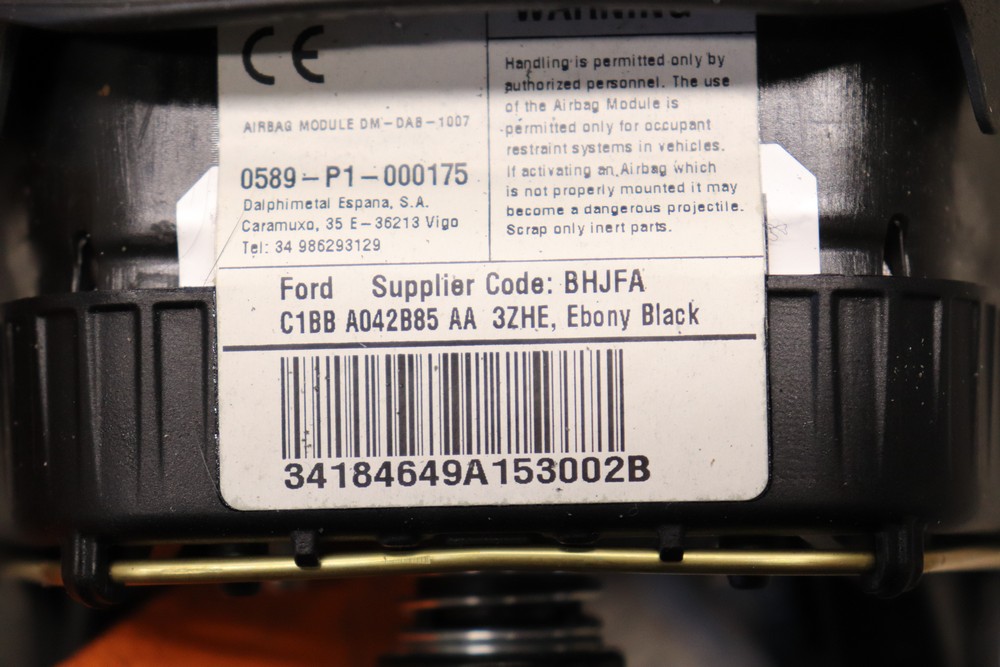 CE
AIRBAG MODULE DM-DAB-1007
0589-P1-000175
Dalphimetal Espana, S.A.
Caramuxo, 35 E-36213 Vigo
Tel: 34 986293129
WARNING
Handling is permitted only by
authorized personnel. The use
of the Airbag Module is
permitted only for occupant
restraint systems in vehicles.
If activating an Airbag which
is not properly mounted it may
become a dangerous projectile.
Scrap only inert parts.
Ford Supplier Code: BHJFA
C1BB A042B85 AA 3ZHE, Ebony Black
34184649A153002B